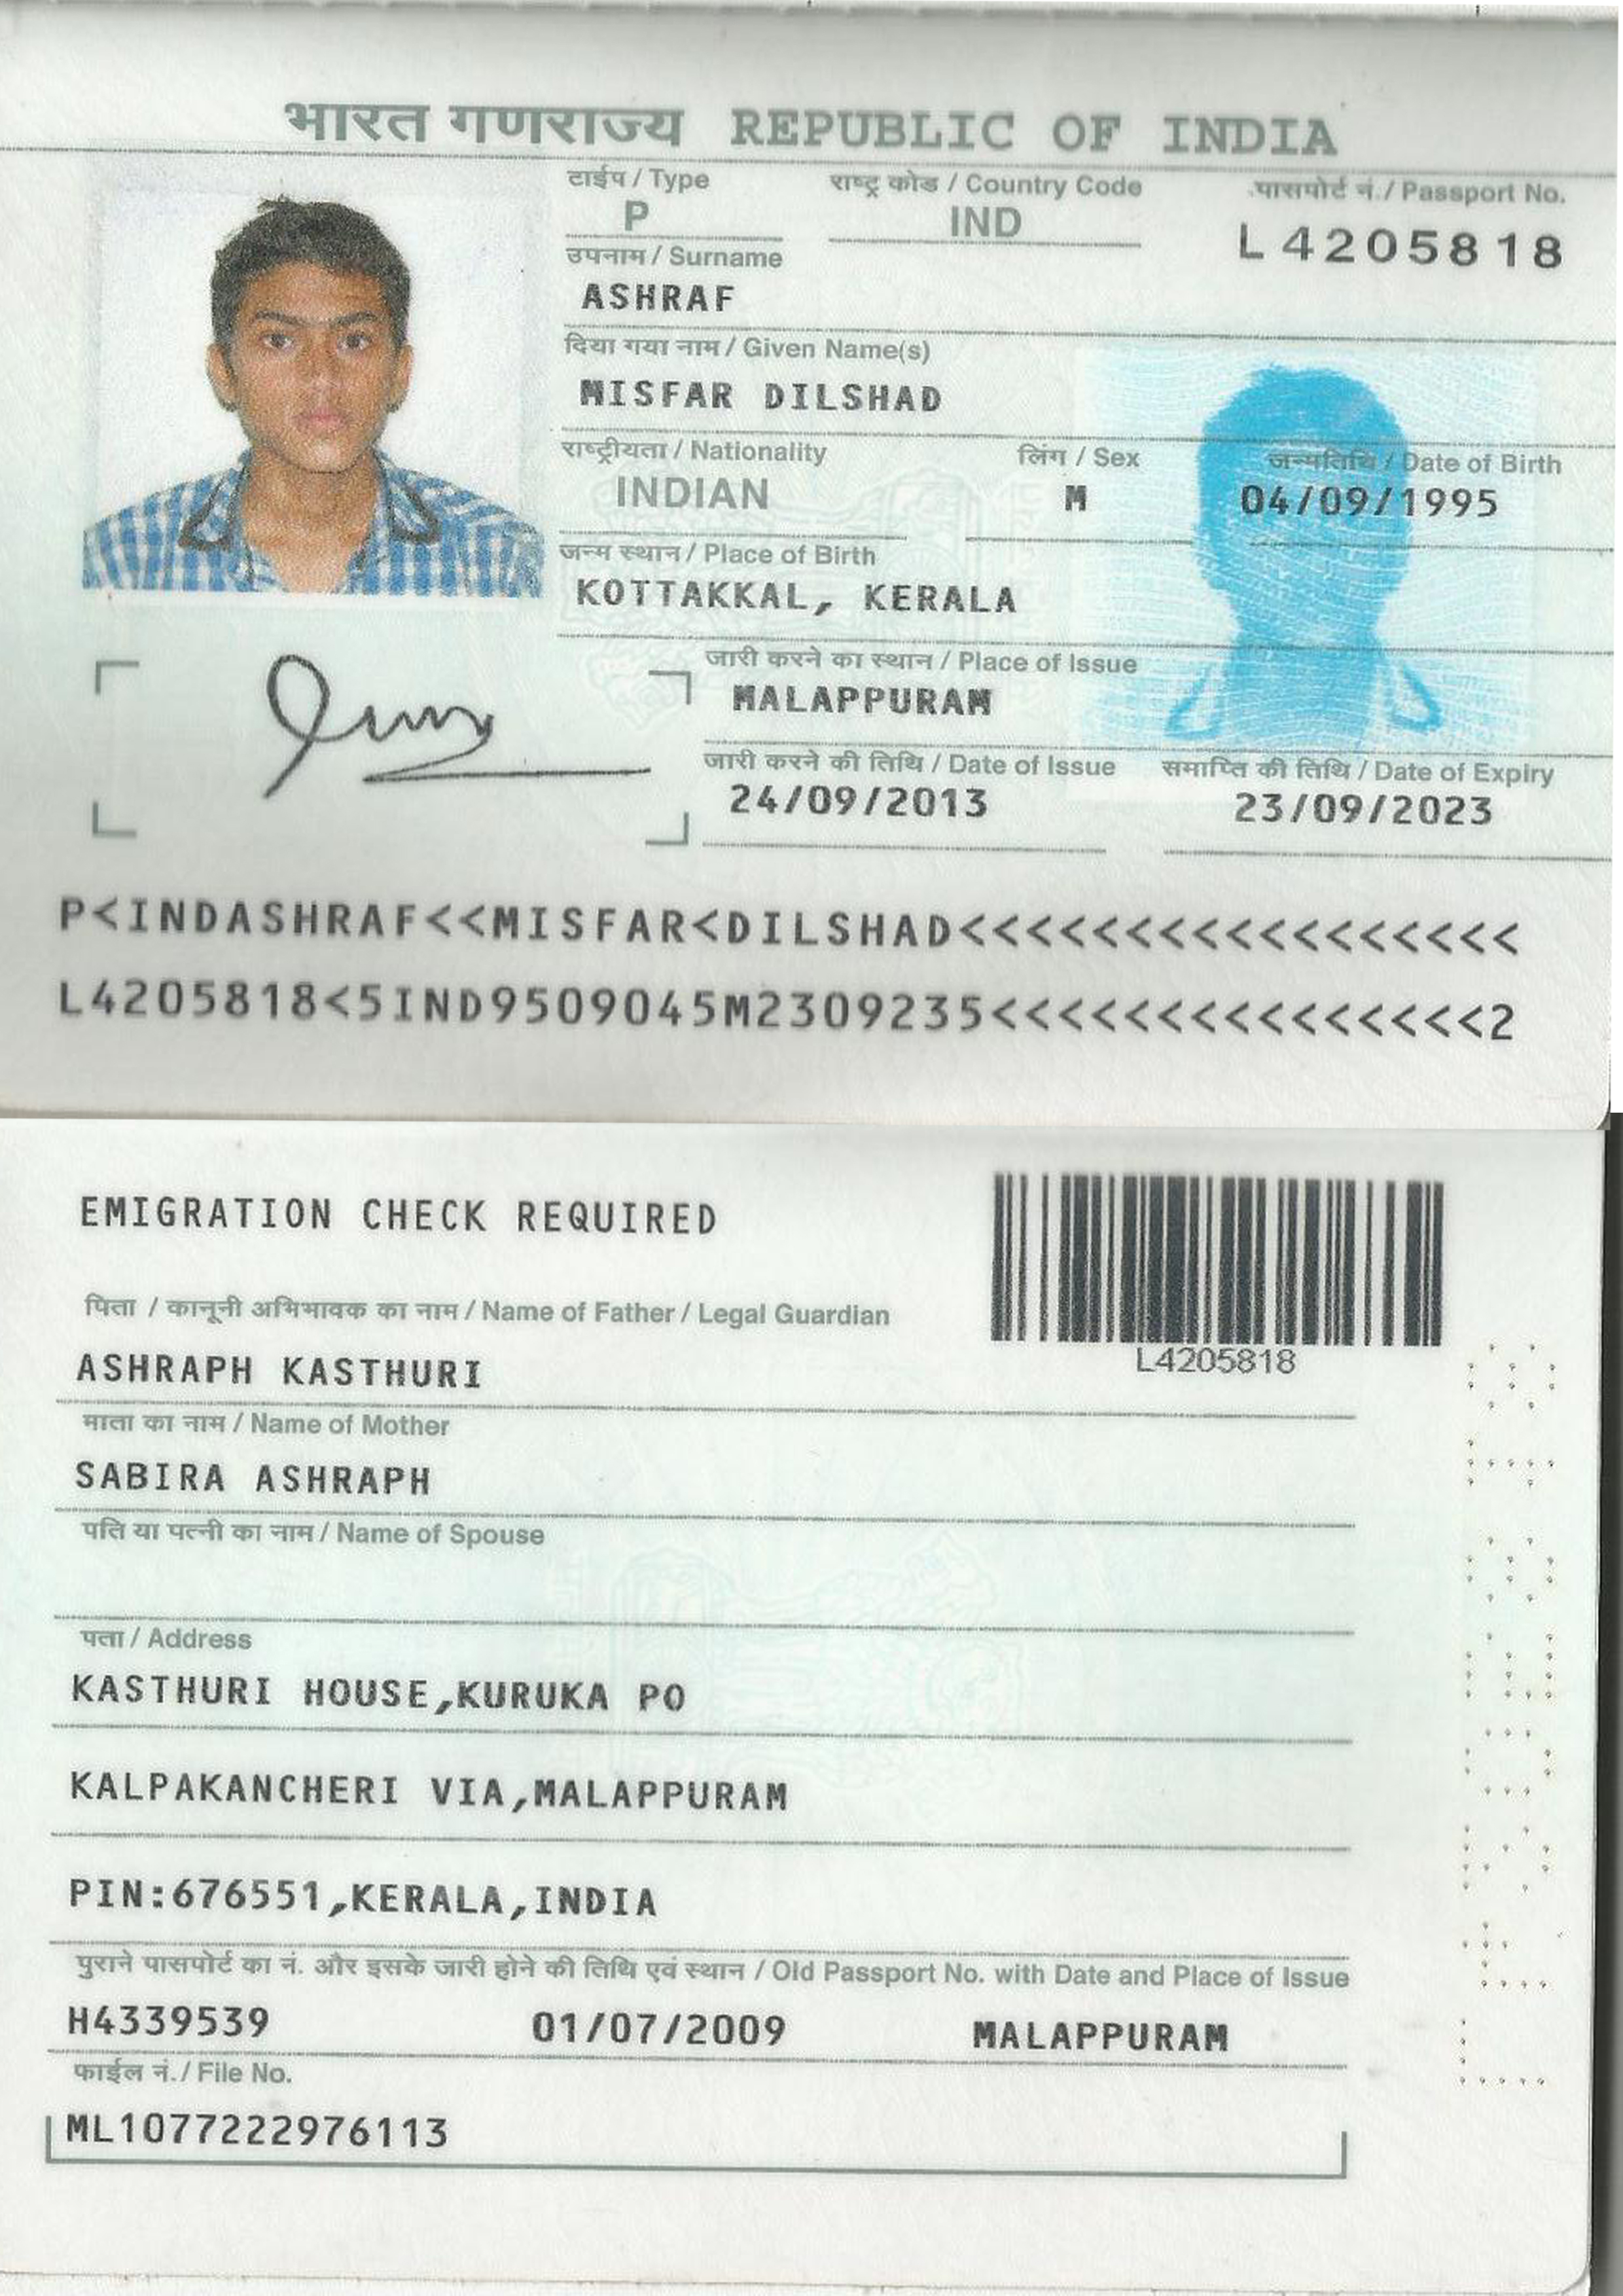 भारत गणराज्य REPUBLIC OF INDIA
टाईप / Type राष्ट्र कोड / Country Code पासपोर्ट नं. / Passport No.
P IND L4205818
उपनाम / Surname
ASHRAF
दिया गया नाम / Given Name(s)
MISFAR DILSHAD
राष्ट्रीयता / Nationality लिंग / Sex जन्मतिथि / Date of Birth
INDIAN M 04/09/1995
जन्म स्थान / Place of Birth
KOTTAKKAL, KERALA
जारी करने का स्थान / Place of Issue
MALAPPURAM
जारी करने की तिथि / Date of Issue समाप्ति की तिथि / Date of Expiry
24/09/2013 23/09/2023
P<INDASHRAF<<MISFAR<DILSHAD<<<<<<<<<<<<<<<<<
L4205818<5IND9509045M2309235<<<<<<<<<<<<<<<2
EMIGRATION CHECK REQUIRED
L4205818
पिता / कानूनी अभिभावक का नाम / Name of Father / Legal Guardian
ASHRAPH KASTHURI
माता का नाम / Name of Mother
SABIRA ASHRAPH
पति या पत्नी का नाम / Name of Spouse
पता / Address
KASTHURI HOUSE,KURUKA PO
KALPAKANCHERI VIA,MALAPPURAM
PIN:676551,KERALA,INDIA
पुराने पासपोर्ट का नं. और इसके जारी होने की तिथि एवं स्थान / Old Passport No. with Date and Place of Issue
H4339539 01/07/2009 MALAPPURAM
फाईल नं. / File No.
ML1077222976113